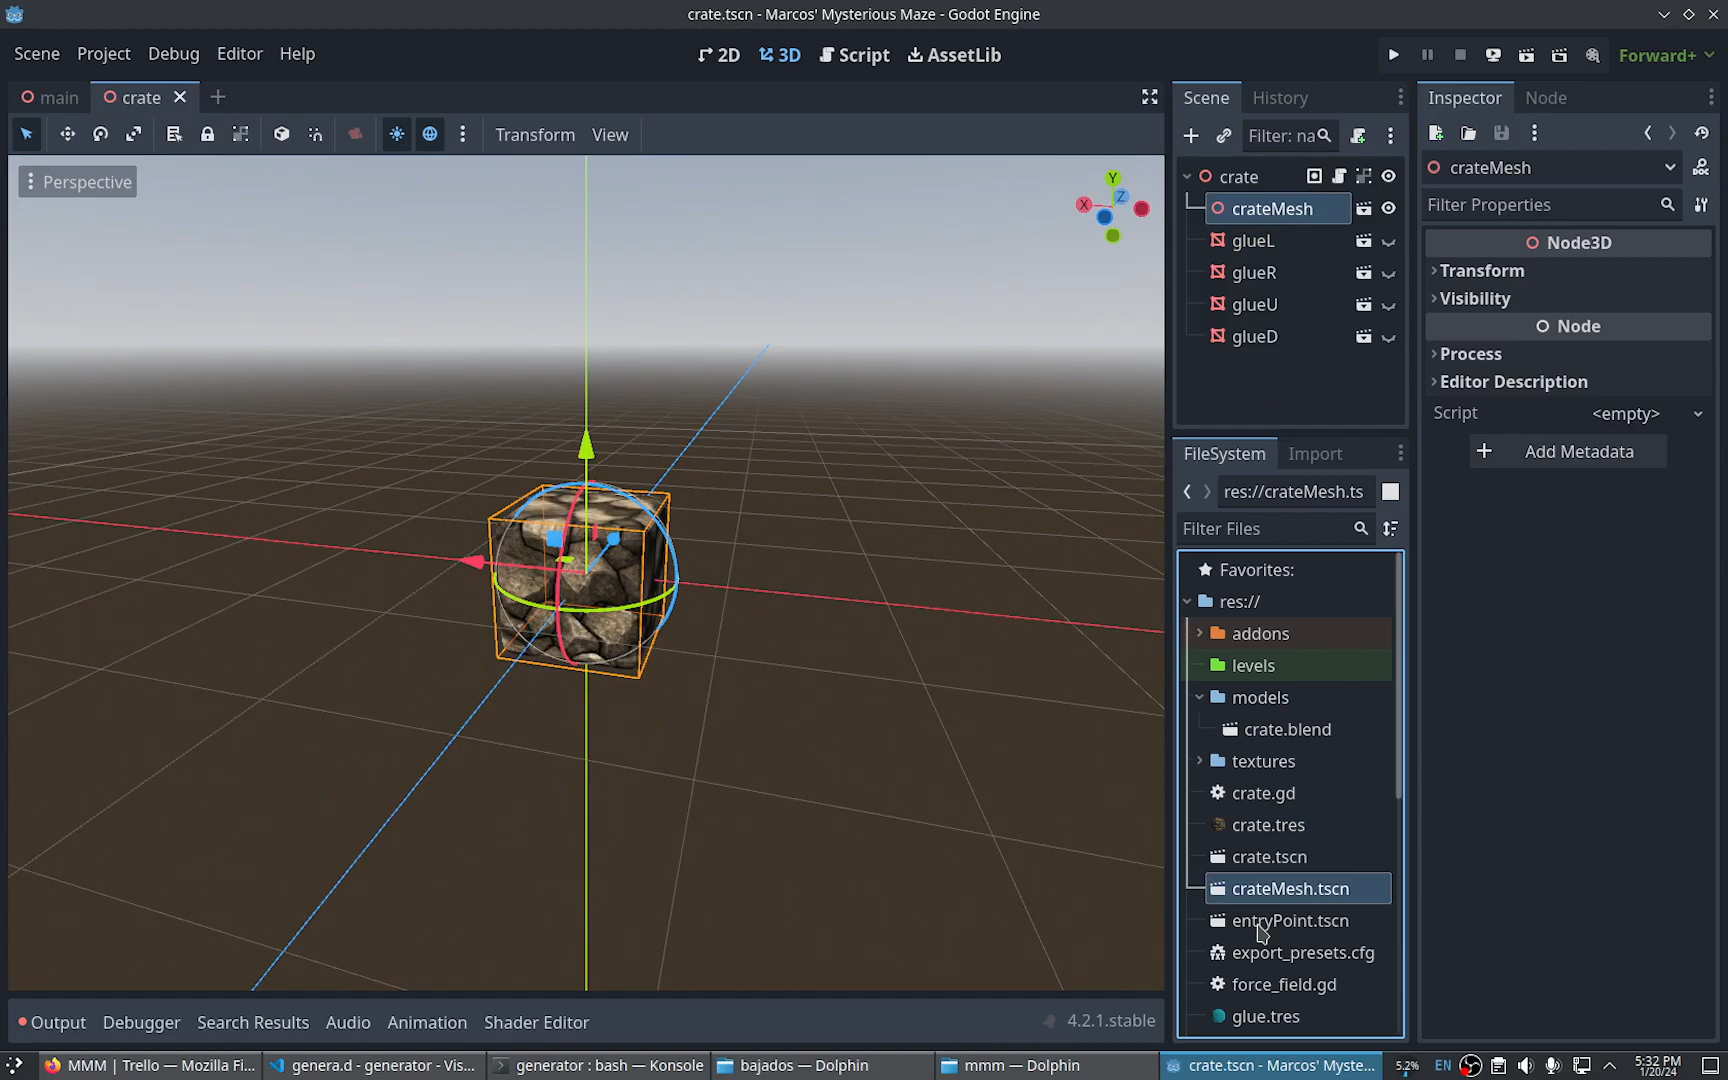 crate.tscn - Marcos' Mysterious Maze - Godot Engine
Scene Project Debug Editor Help
2D 3D Script AssetLib
Forward+
main crate
Transform View
Perspective
X Y Z
Scene History
Filter: na
crate
crateMesh
glueL
glueR
glueU
glueD
FileSystem Import
res://crateMesh.ts
Filter Files
Favorites:
res://
addons
levels
models
crate.blend
textures
crate.gd
crate.tres
crate.tscn
crateMesh.tscn
entryPoint.tscn
export_presets.cfg
force_field.gd
glue.tres
Inspector Node
crateMesh
DOC
Filter Properties
Node3D
Transform
Visibility
Node
Process
Editor Description
Script <empty>
Add Metadata
Output Debugger Search Results Audio Animation Shader Editor
4.2.1.stable
MMM | Trello — Mozilla Fi... genera.d - generator - Vis... generator : bash — Konsole bajados — Dolphin mmm — Dolphin crate.tscn - Marcos' Myste... 5.2% EN 5:32 PM
1/20/24